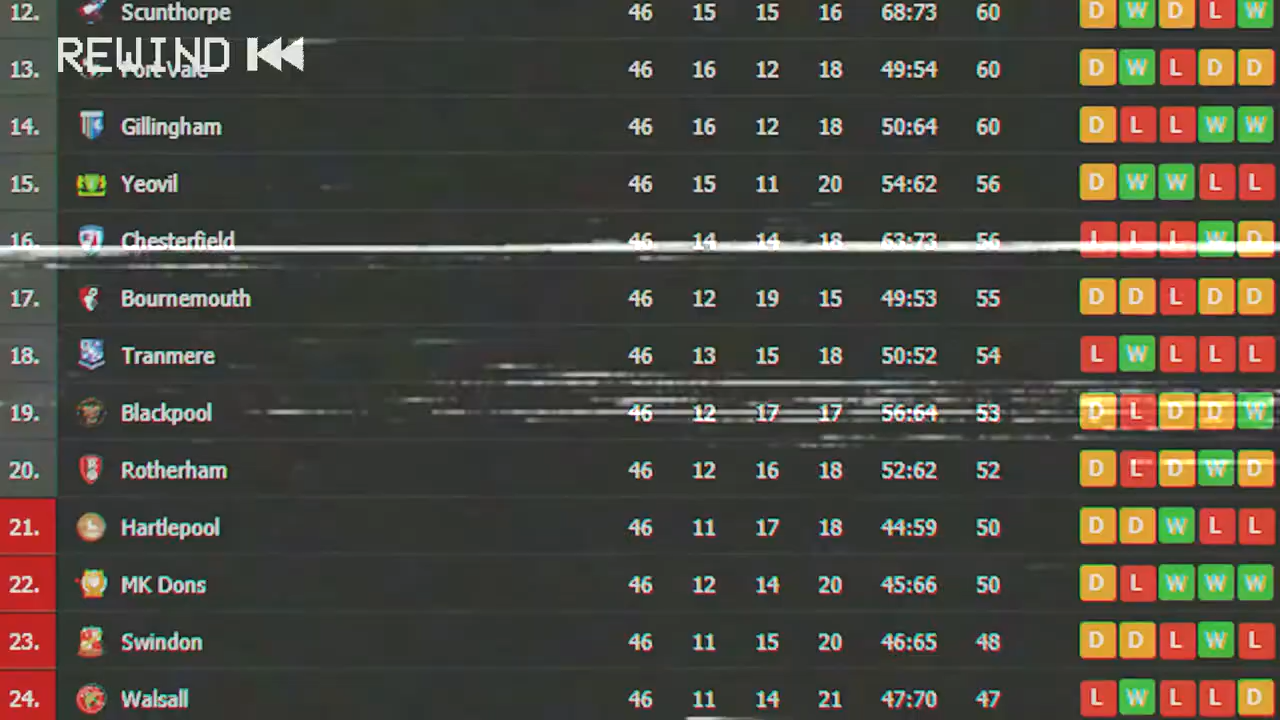 12. Scunthorpe 46 15 15 16 68:73 60 D W D L W
REWIND
13. Port Vale 46 16 12 18 49:54 60 D W L D D
14. Gillingham 46 16 12 18 50:64 60 D L L W W
15. Yeovil 46 15 11 20 54:62 56 D W W L L
16. Chesterfield 46 14 14 18 63:73 56 L L L W D
17. Bournemouth 46 12 19 15 49:53 55 D D L D D
18. Tranmere 46 13 15 18 50:52 54 L W L L L
19. Blackpool 46 12 17 17 56:64 53 D L D D W
20. Rotherham 46 12 16 18 52:62 52 D L D W D
21. Hartlepool 46 11 17 18 44:59 50 D D W L L
22. MK Dons 46 12 14 20 45:66 50 D L W W W
23. Swindon 46 11 15 20 46:65 48 D D L W L
24. Walsall 46 11 14 21 47:70 47 L W L L D